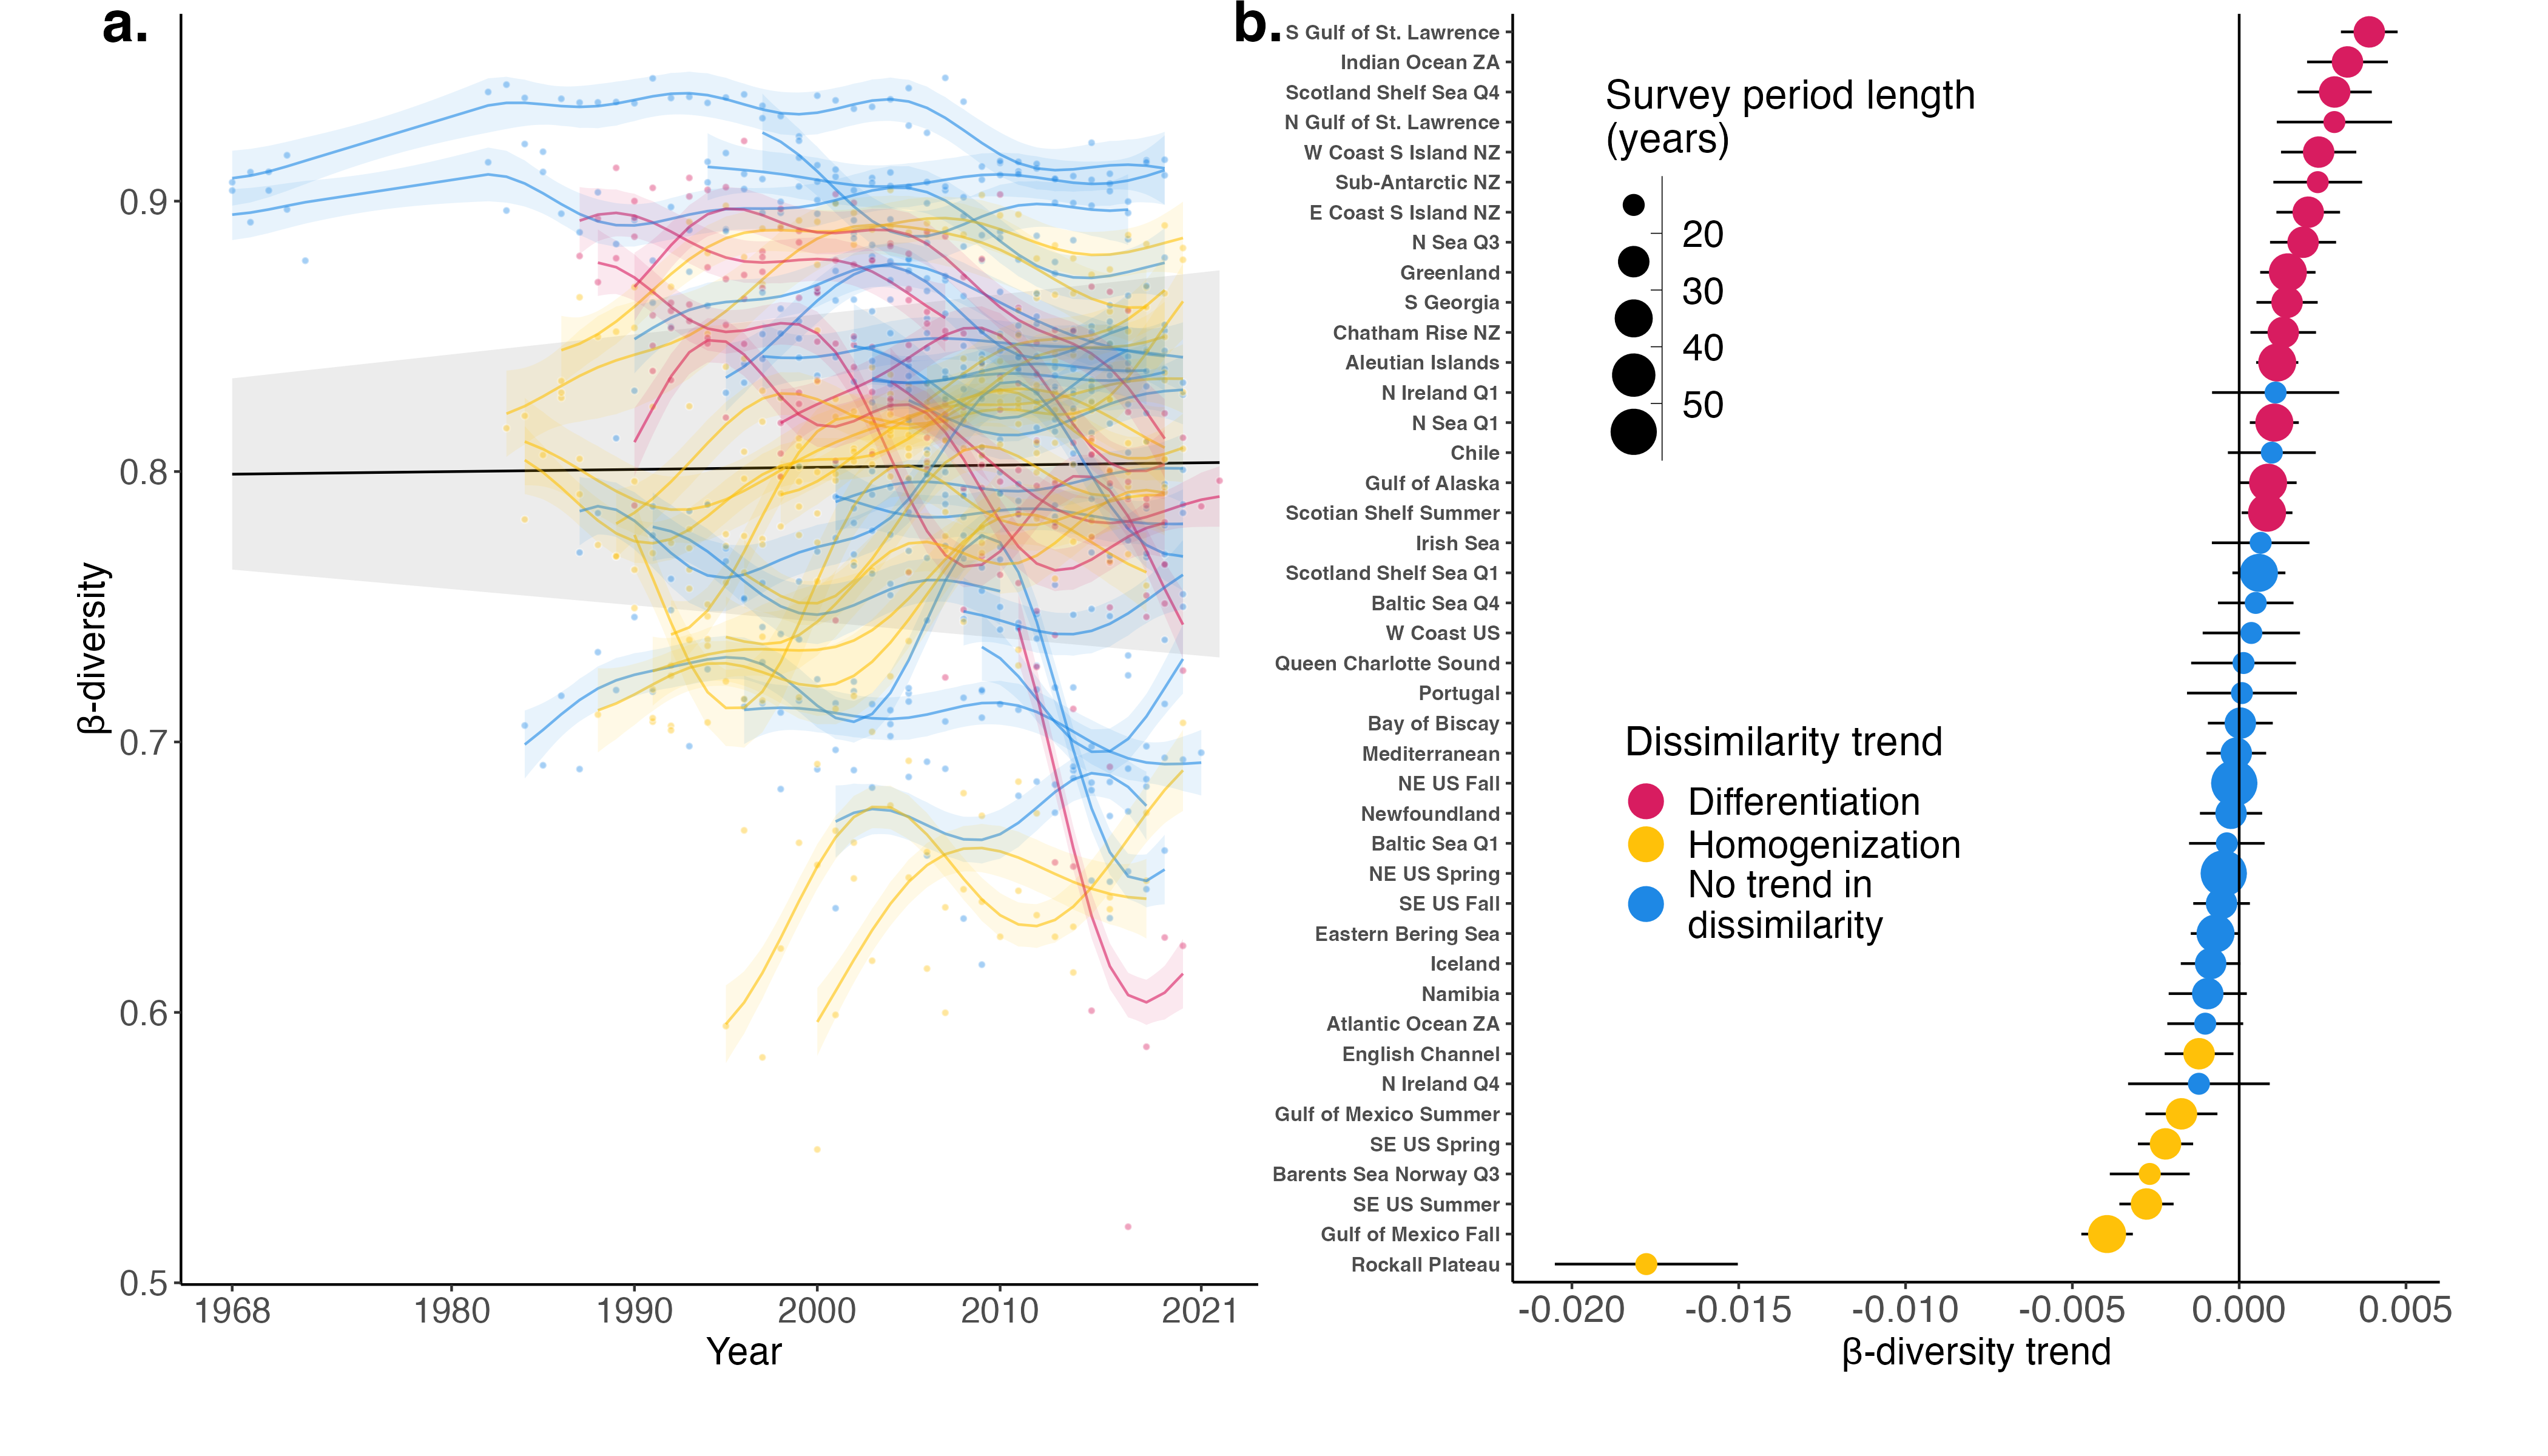 a.
β-diversity
0.9
0.8
0.7
0.6
0.5
1968
1980
1990
2000
2010
2021
Year
b.
S Gulf of St. Lawrence
Indian Ocean ZA
Scotland Shelf Sea Q4
N Gulf of St. Lawrence
W Coast S Island NZ
Sub-Antarctic NZ
E Coast S Island NZ
N Sea Q3
Greenland
S Georgia
Chatham Rise NZ
Aleutian Islands
N Ireland Q1
N Sea Q1
Chile
Gulf of Alaska
Scotian Shelf Summer
Irish Sea
Scotland Shelf Sea Q1
Baltic Sea Q4
W Coast US
Queen Charlotte Sound
Portugal
Bay of Biscay
Mediterranean
NE US Fall
Newfoundland
Baltic Sea Q1
NE US Spring
SE US Fall
Eastern Bering Sea
Iceland
Namibia
Atlantic Ocean ZA
English Channel
N Ireland Q4
Gulf of Mexico Summer
SE US Spring
Barents Sea Norway Q3
SE US Summer
Gulf of Mexico Fall
Rockall Plateau
Survey period length
(years)
20
30
40
50
Dissimilarity trend
Differentiation
Homogenization
No trend in
dissimilarity
-0.020
-0.015
-0.010
-0.005
0.000
0.005
β-diversity trend